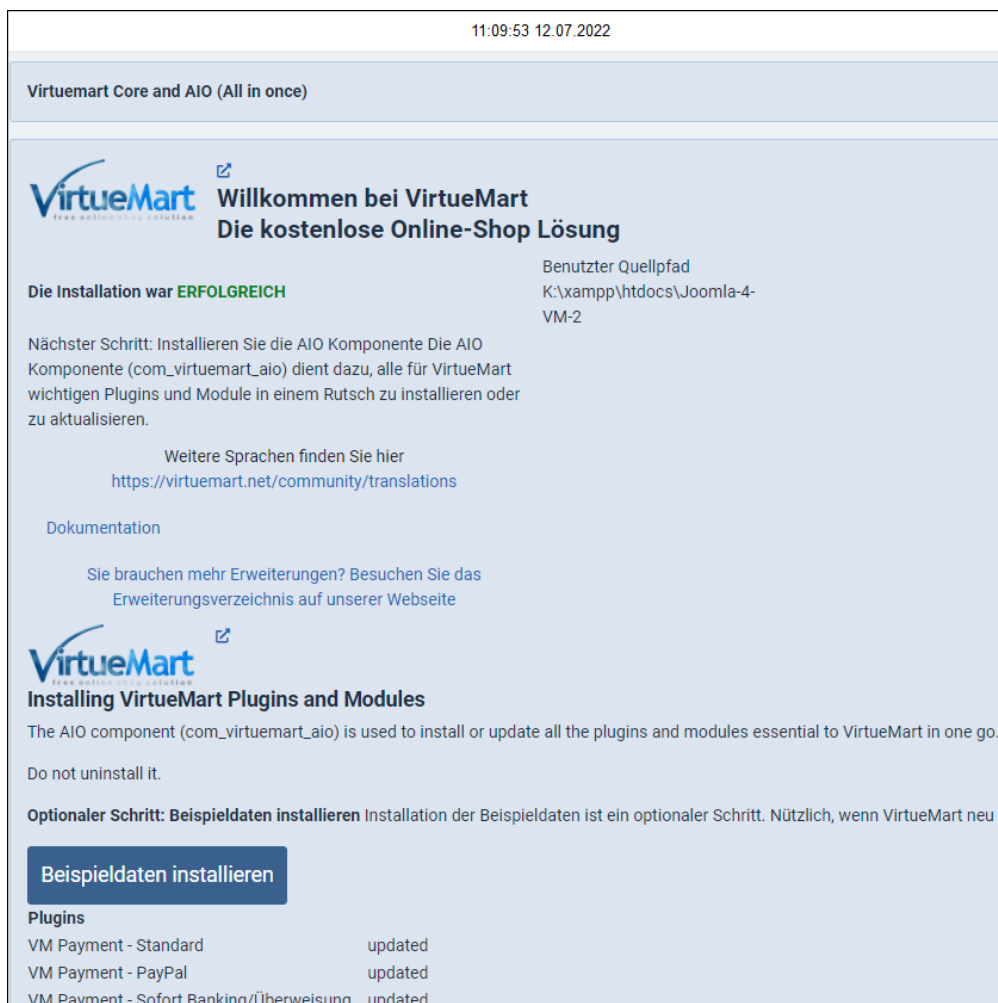 11:09:53 12.07.2022
Virtuemart Core and AIO (All in once)
VirtueMart
free online shop solution
Willkommen bei VirtueMart
Die kostenlose Online-Shop Lösung
Die Installation war ERFOLGREICH
Benutzter Quellpfad
K:\xampp\htdocs\Joomla-4-
VM-2
Nächster Schritt: Installieren Sie die AIO Komponente Die AIO
Komponente (com_virtuemart_aio) dient dazu, alle für VirtueMart
wichtigen Plugins und Module in einem Rutsch zu installieren oder
zu aktualisieren.
Weitere Sprachen finden Sie hier
https://virtuemart.net/community/translations
Dokumentation
Sie brauchen mehr Erweiterungen? Besuchen Sie das
Erweiterungsverzeichnis auf unserer Webseite
VirtueMart
free online shop solution
Installing VirtueMart Plugins and Modules
The AIO component (com_virtuemart_aio) is used to install or update all the plugins and modules essential to VirtueMart in one go.
Do not uninstall it.
Optionaler Schritt: Beispieldaten installieren Installation der Beispieldaten ist ein optionaler Schritt. Nützlich, wenn VirtueMart neu
Beispieldaten installieren
Plugins
VM Payment - Standard updated
VM Payment - PayPal updated
VM Payment - Sofort Banking/Überweisung updated